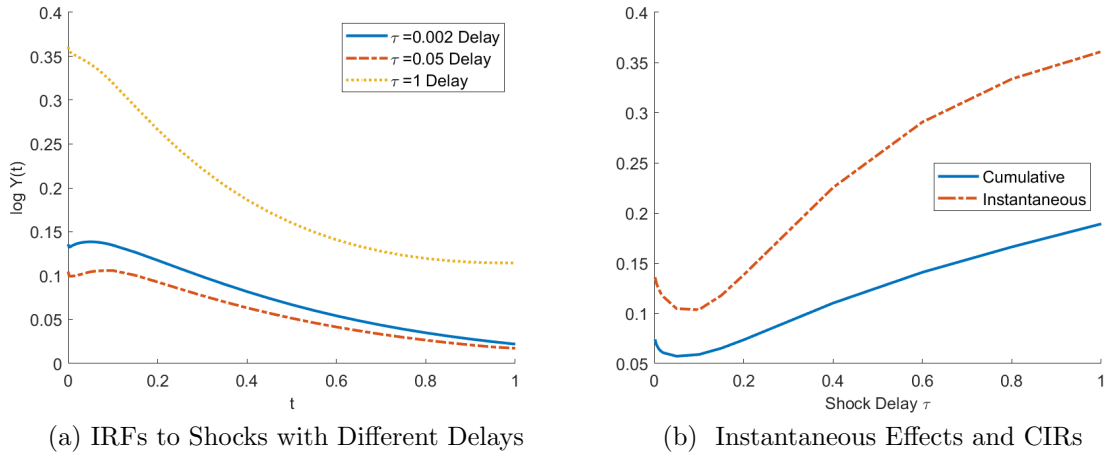 0.4
0.35
0.3
0.25
0.2
0.15
0.1
0.05
0
log Y(t)
τ=0.002 Delay
τ=0.05 Delay
τ=1 Delay
0 0.2 0.4 0.6 0.8 1
t
(a) IRFs to Shocks with Different Delays
0.4
0.35
0.3
0.25
0.2
0.15
0.1
0.05
Cumulative
Instantaneous
0 0.2 0.4 0.6 0.8 1
Shock Delay τ
(b) Instantaneous Effects and CIRs